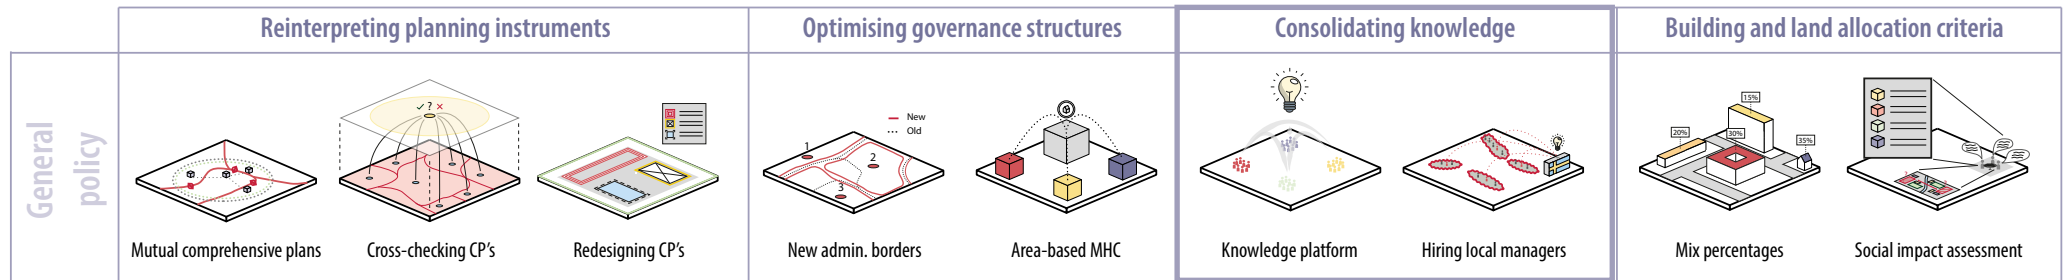 Reinterpreting planning instruments
Optimising governance structures
Consolidating knowledge
Building and land allocation criteria
General
policy
✓ ? ×
New
Old
1
2
3
20%
15%
30%
35%
Mutual comprehensive plans
Cross-checking CP's
Redesigning CP's
New admin. borders
Area-based MHC
Knowledge platform
Hiring local managers
Mix percentages
Social impact assessment